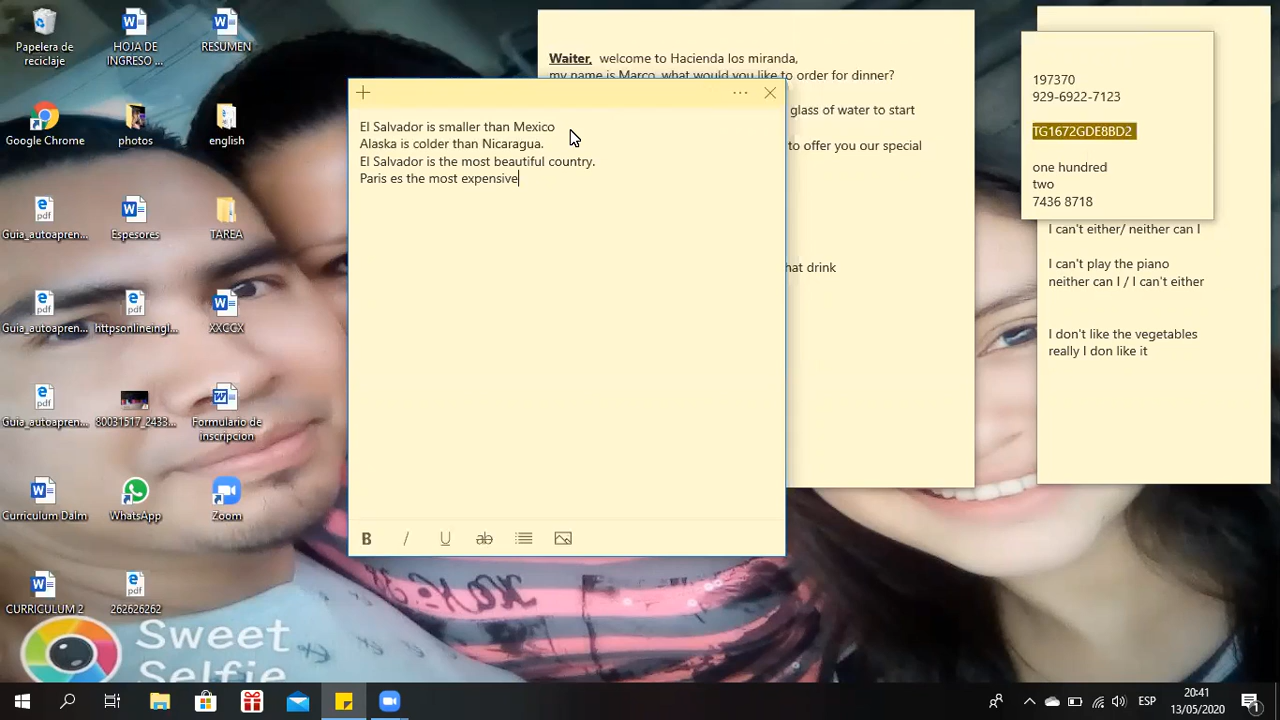 Papelera de
reciclaje
HOJA DE
INGRESO ...
RESUMEN
Google Chrome
photos
english
Guia_autoapren...
Espesores
TAREA
Guia_autoapren...
httpsonlineingl...
XXCCX
Guia_autoapren...
80031517_2433...
Formulario de
inscripcion
Curriculum Dalm
WhatsApp
Zoom
CURRICULUM 2
262626262
Sweet
Selfie
Waiter, welcome to Hacienda los miranda,
my name is Marco, what would you like to order for dinner?
glass of water to start
to offer you our special
hat drink
El Salvador is smaller than Mexico
Alaska is colder than Nicaragua.
El Salvador is the most beautiful country.
Paris es the most expensive
B / U ab
197370
929-6922-7123
TG1672GDE8BD2
one hundred
two
7436 8718
I can't either/ neither can I
I can't play the piano
neither can I / I can't either
I don't like the vegetables
really I don like it
ESP
20:41
13/05/2020
1